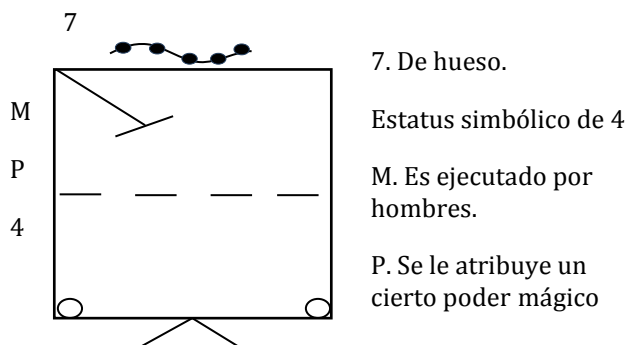 7
M
P
4
7. De hueso.
Estatus simbólico de 4
M. Es ejecutado por
hombres.
P. Se le atribuye un
cierto poder mágico